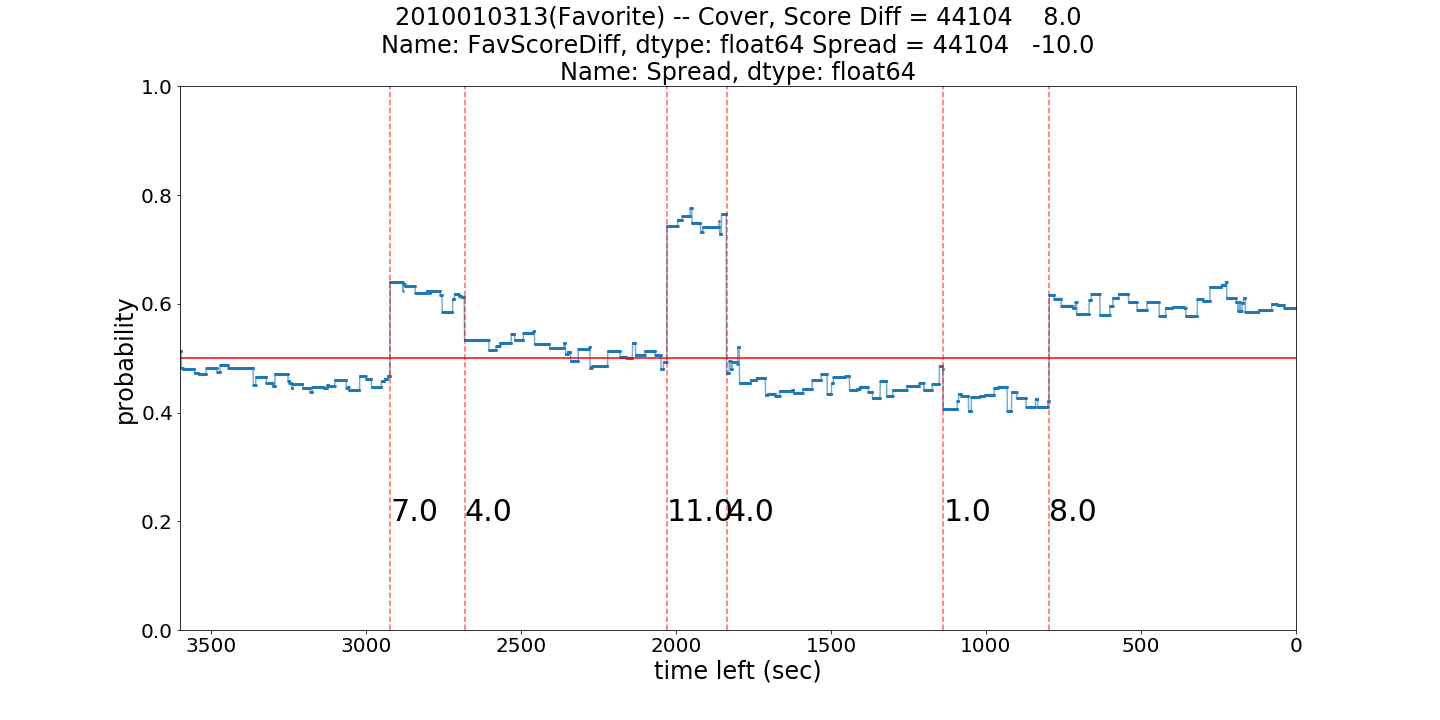 2010010313(Favorite) -- Cover, Score Diff = 44104    8.0
Name: FavScoreDiff, dtype: float64 Spread = 44104   -10.0
Name: Spread, dtype: float64
1.0
0.8
0.6
0.4
0.2
0.0
probability
7.0 4.0 11.0 4.0 1.0 8.0
3500 3000 2500 2000 1500 1000 500 0
time left (sec)